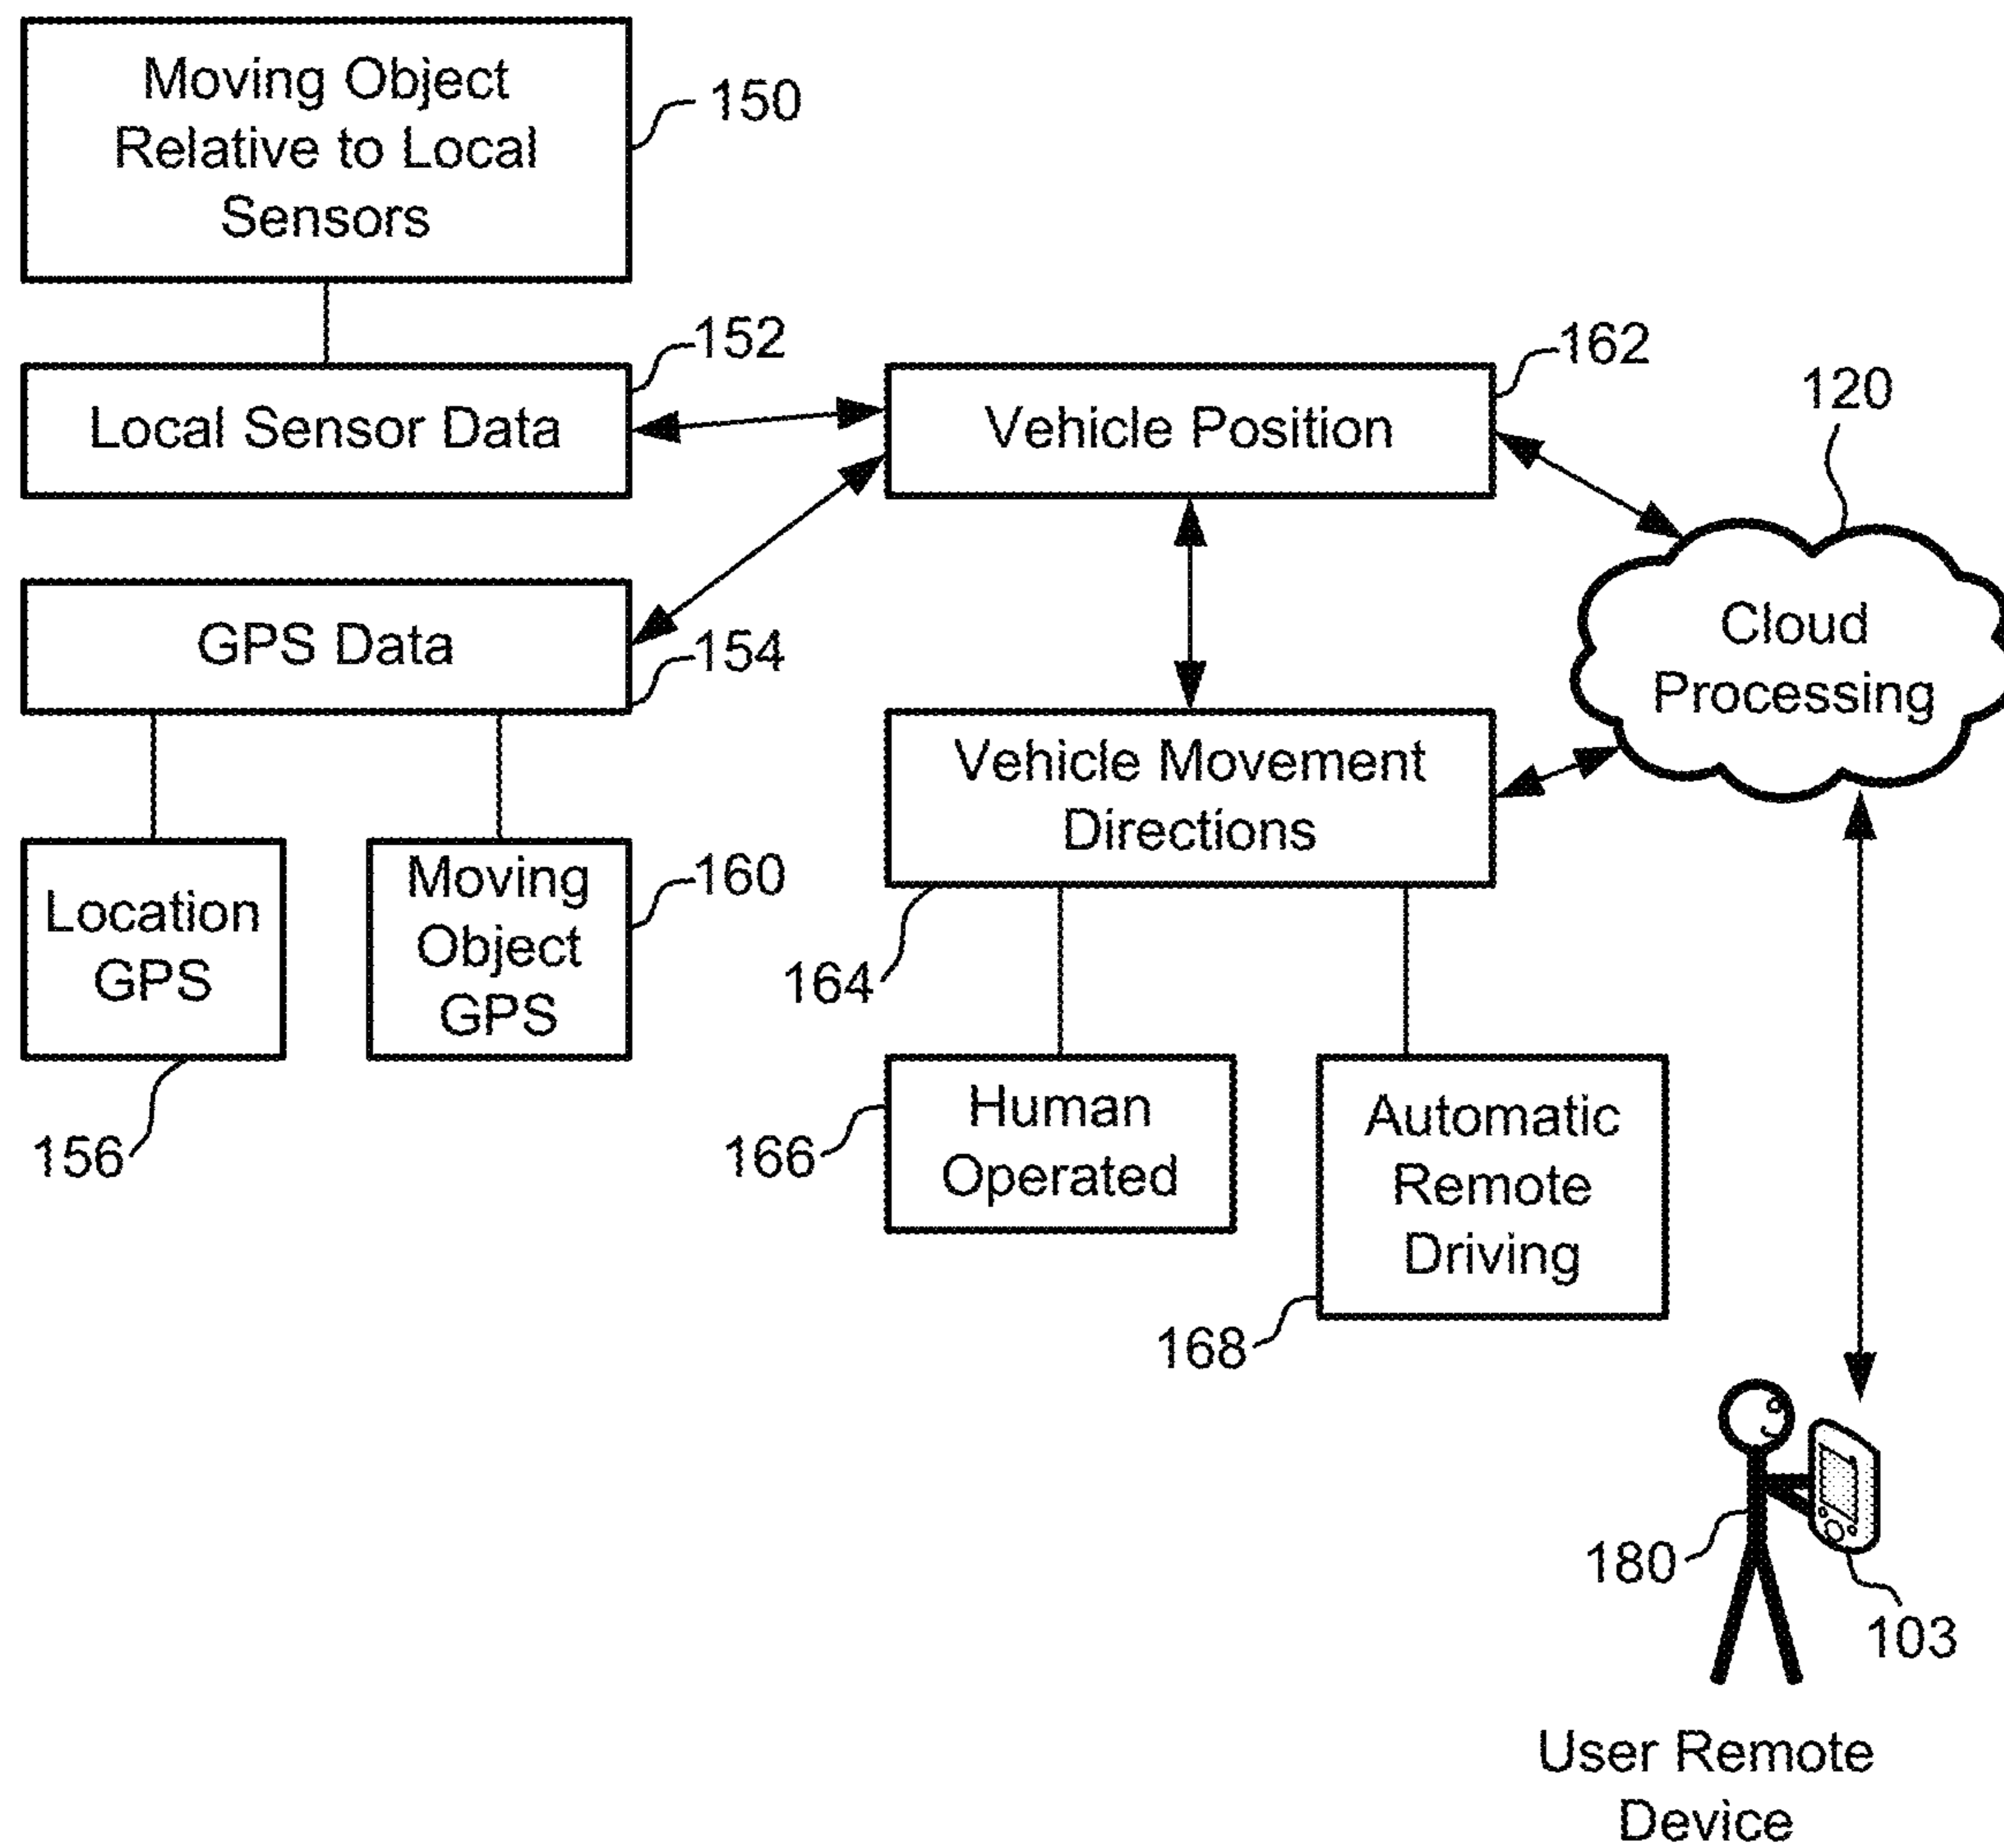 Moving Object
Relative to Local
Sensors
150
152
Local Sensor Data
Vehicle Position
162
120
GPS Data
154
Cloud
Processing
Vehicle Movement
Directions
164
Location
GPS
156
Moving
Object
GPS
160
Human
Operated
166
Automatic
Remote
Driving
168
180
103
User Remote
Device